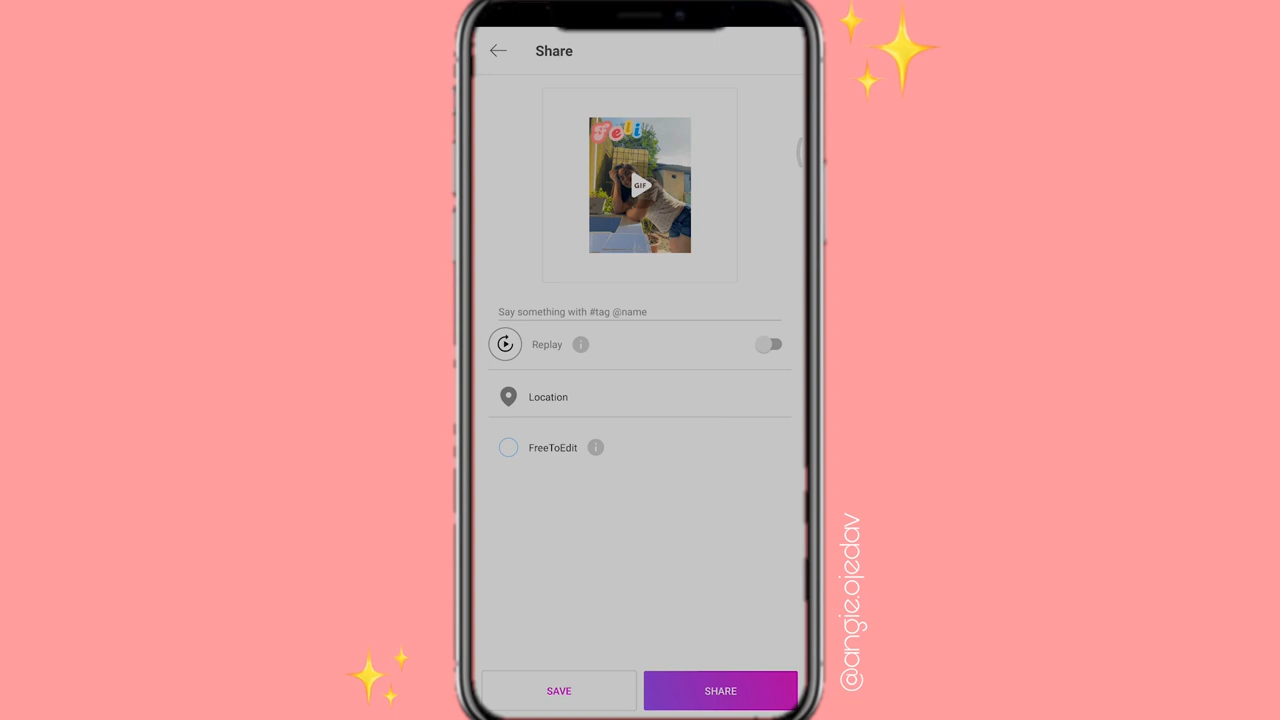 Share
Feli
GIF
Say something with #tag @name
Replay
Location
FreeToEdit
SAVE
SHARE
@angie.ojedav